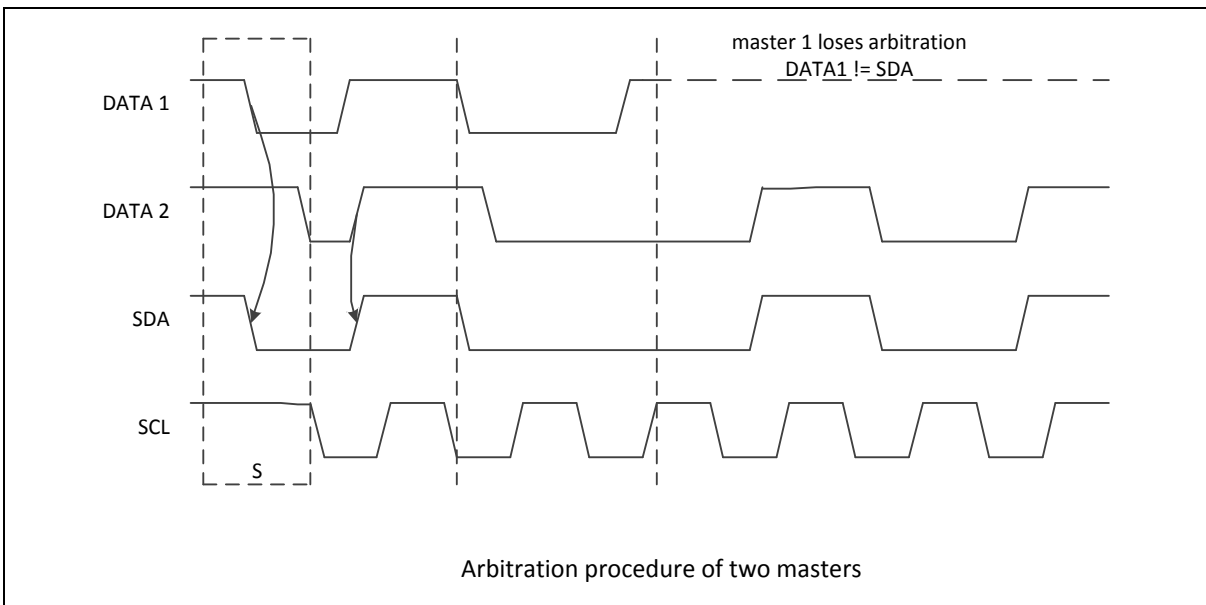 master 1 loses arbitration
DATA1 != SDA
DATA 1
DATA 2
SDA
SCL
S
Arbitration procedure of two masters